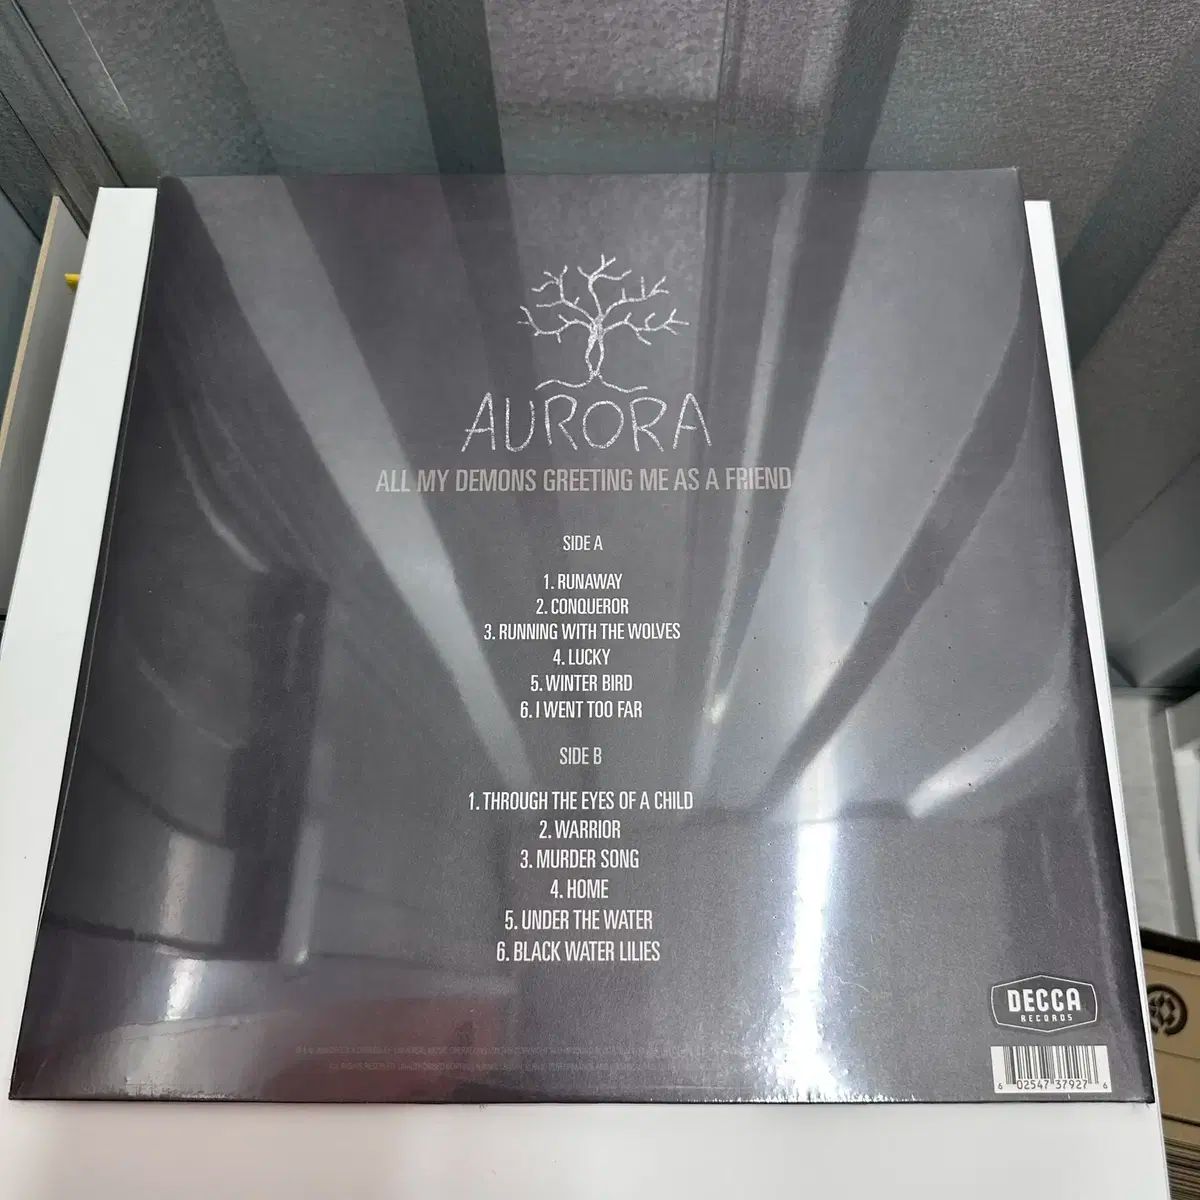 AURORA
ALL MY DEMONS GREETING ME AS A FRIEND
SIDE A
1. RUNAWAY
2. CONQUEROR
3. RUNNING WITH THE WOLVES
4. LUCKY
5. WINTER BIRD
6. I WENT TOO FAR
SIDE B
1. THROUGH THE EYES OF A CHILD
2. WARRIOR
3. MURDER SONG
4. HOME
5. UNDER THE WATER
6. BLACK WATER LILIES
DECCA
RECORDS
6 02547 37927 6